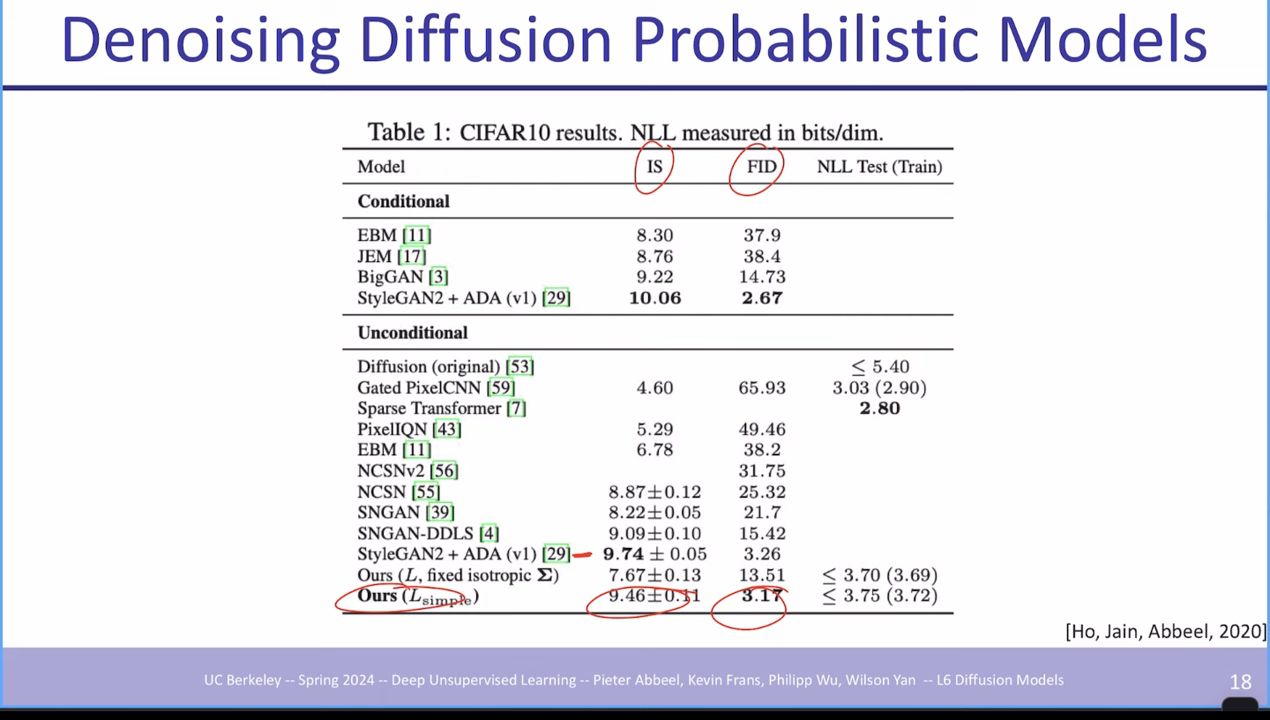 Denoising Diffusion Probabilistic Models
Table 1: CIFAR10 results. NLL measured in bits/dim.
Model IS FID NLL Test (Train)
Conditional
EBM [11] 8.30 37.9
JEM [17] 8.76 38.4
BigGAN [3] 9.22 14.73
StyleGAN2 + ADA (v1) [29] 10.06 2.67
Unconditional
Diffusion (original) [53] ≤ 5.40
Gated PixelCNN [59] 4.60 65.93 3.03 (2.90)
Sparse Transformer [7] 2.80
PixelIQN [43] 5.29 49.46
EBM [11] 6.78 38.2
NCSNv2 [56] 31.75
NCSN [55] 8.87±0.12 25.32
SNGAN [39] 8.22±0.05 21.7
SNGAN-DDLS [4] 9.09±0.10 15.42
StyleGAN2 + ADA (v1) [29] 9.74 ± 0.05 3.26
Ours (L, fixed isotropic Σ) 7.67±0.13 13.51 ≤ 3.70 (3.69)
Ours (Lsimple) 9.46±0.11 3.17 ≤ 3.75 (3.72)
[Ho, Jain, Abbeel, 2020]
UC Berkeley -- Spring 2024 -- Deep Unsupervised Learning -- Pieter Abbeel, Kevin Frans, Philipp Wu, Wilson Yan -- L6 Diffusion Models 18